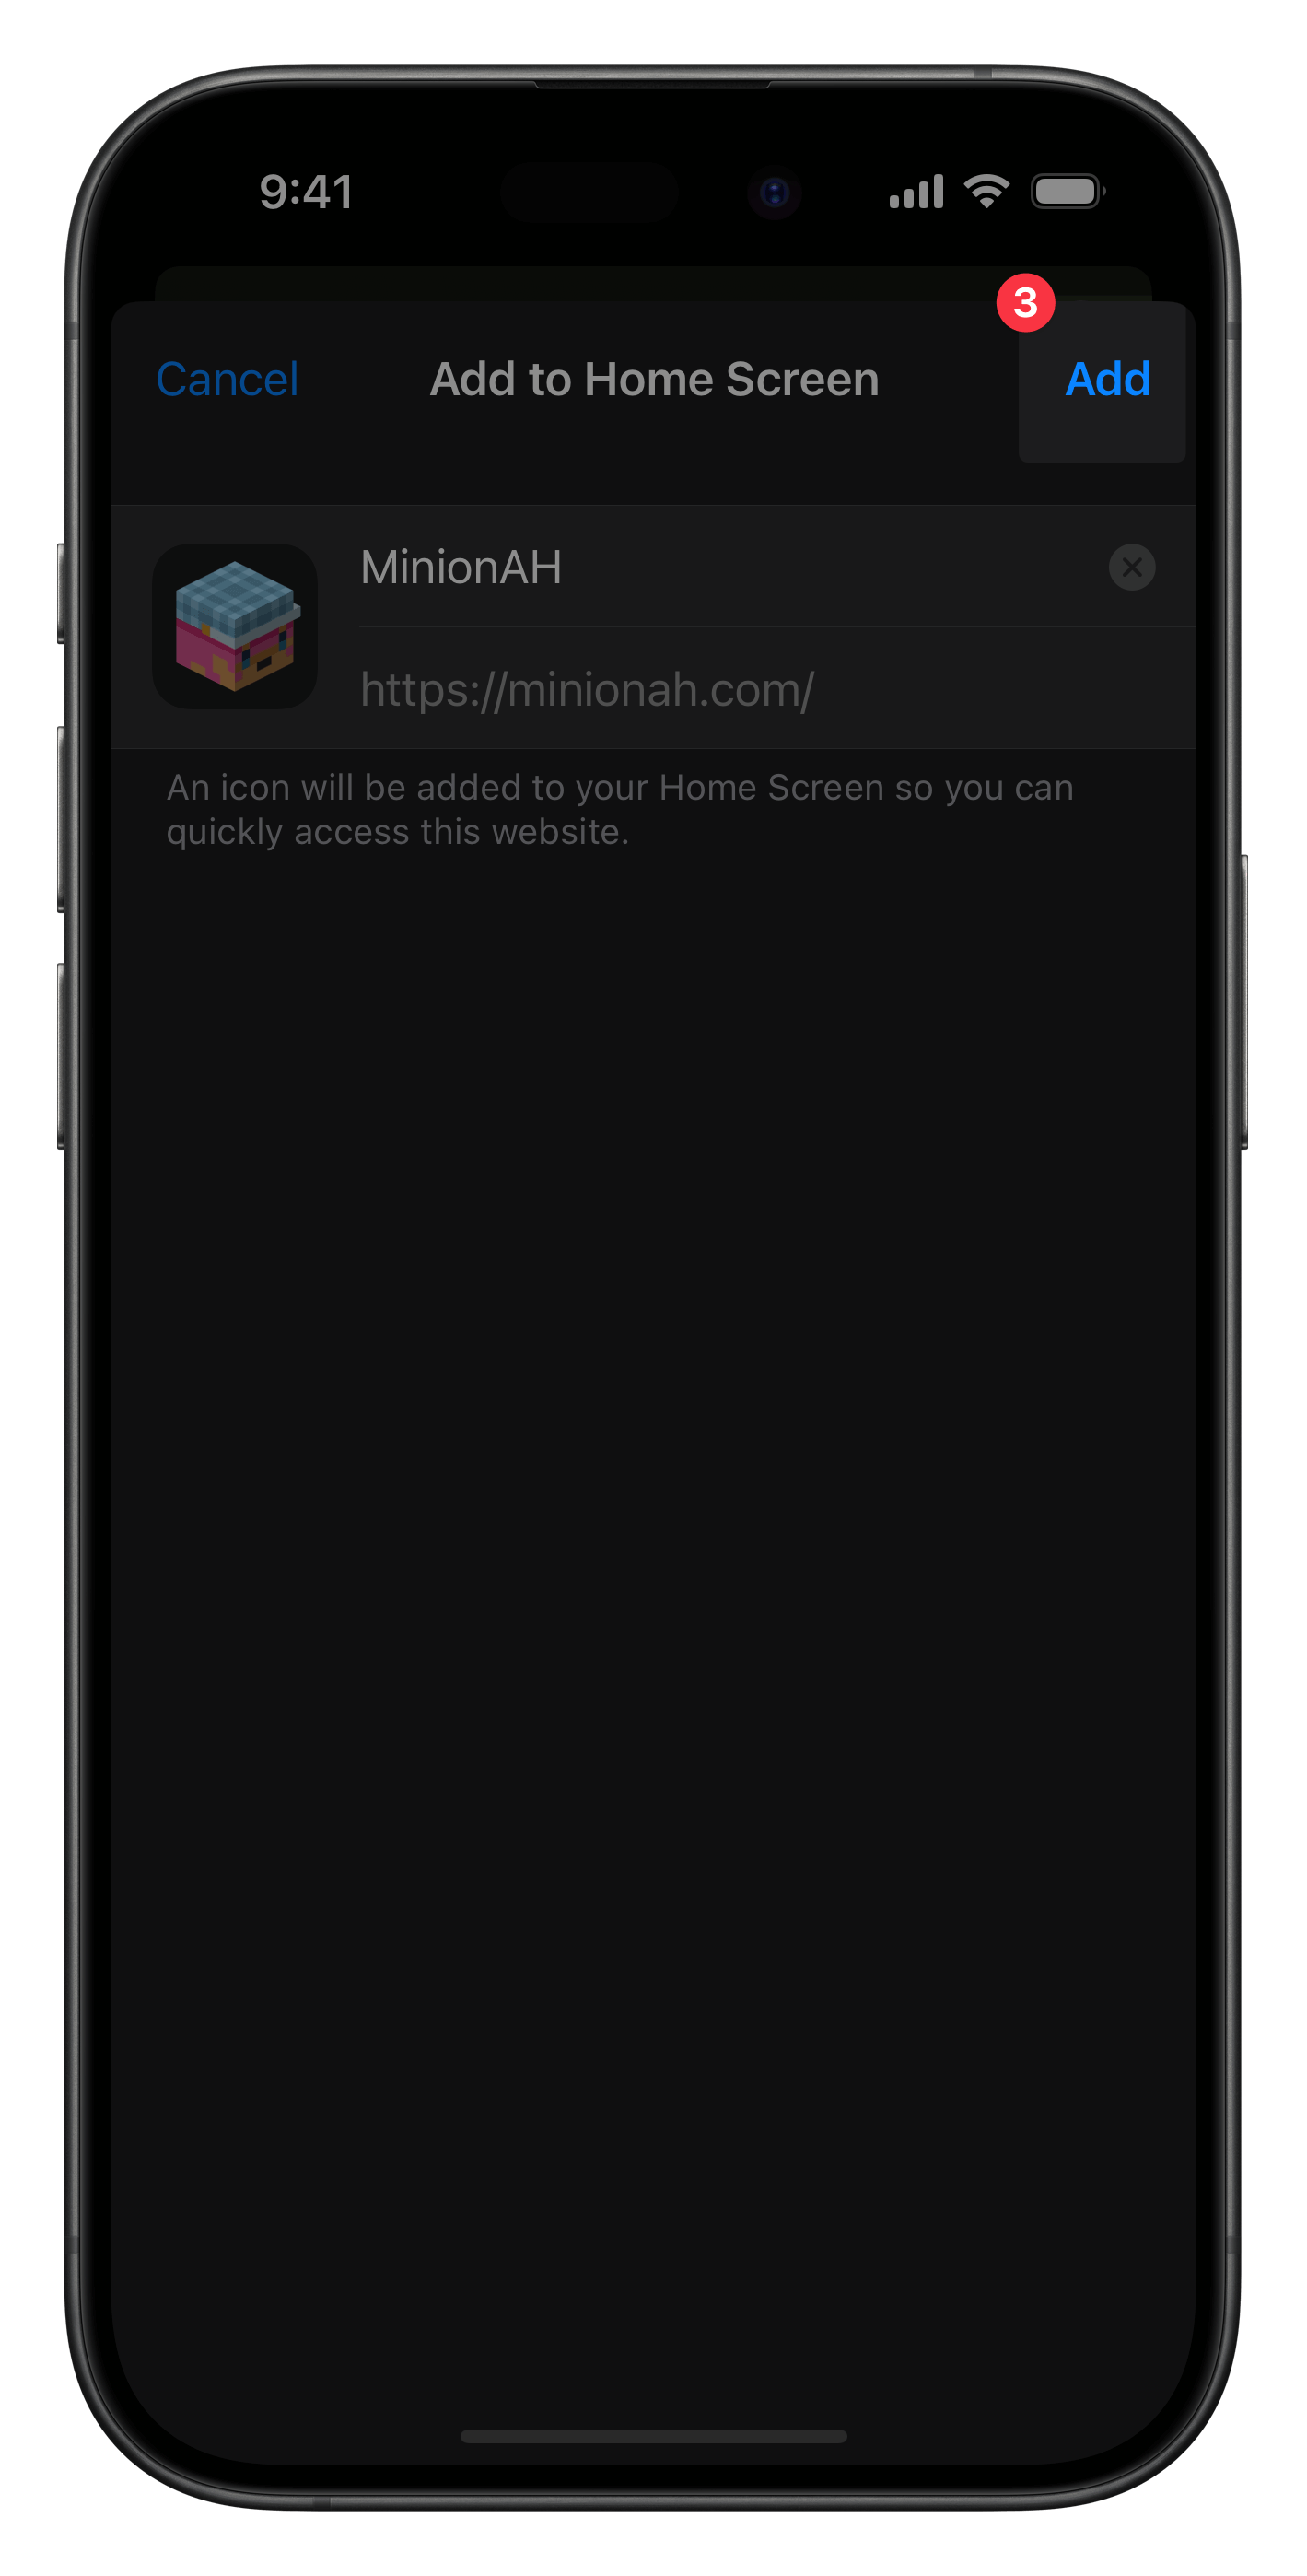 9:41
3
Cancel Add to Home Screen Add
MinionAH
https://minionah.com/
An icon will be added to your Home Screen so you can
quickly access this website.